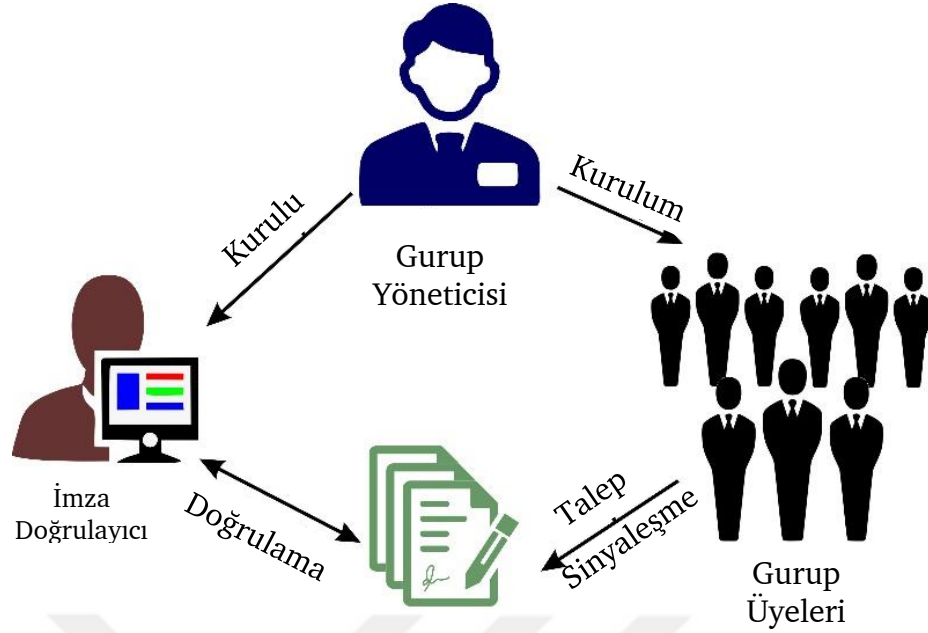 Kurulu
Kurulum
Gurup
Yöneticisi
İmza
Doğrulayıcı
Doğrulama
Talep
Sinyaleşme
Gurup
Üyeleri